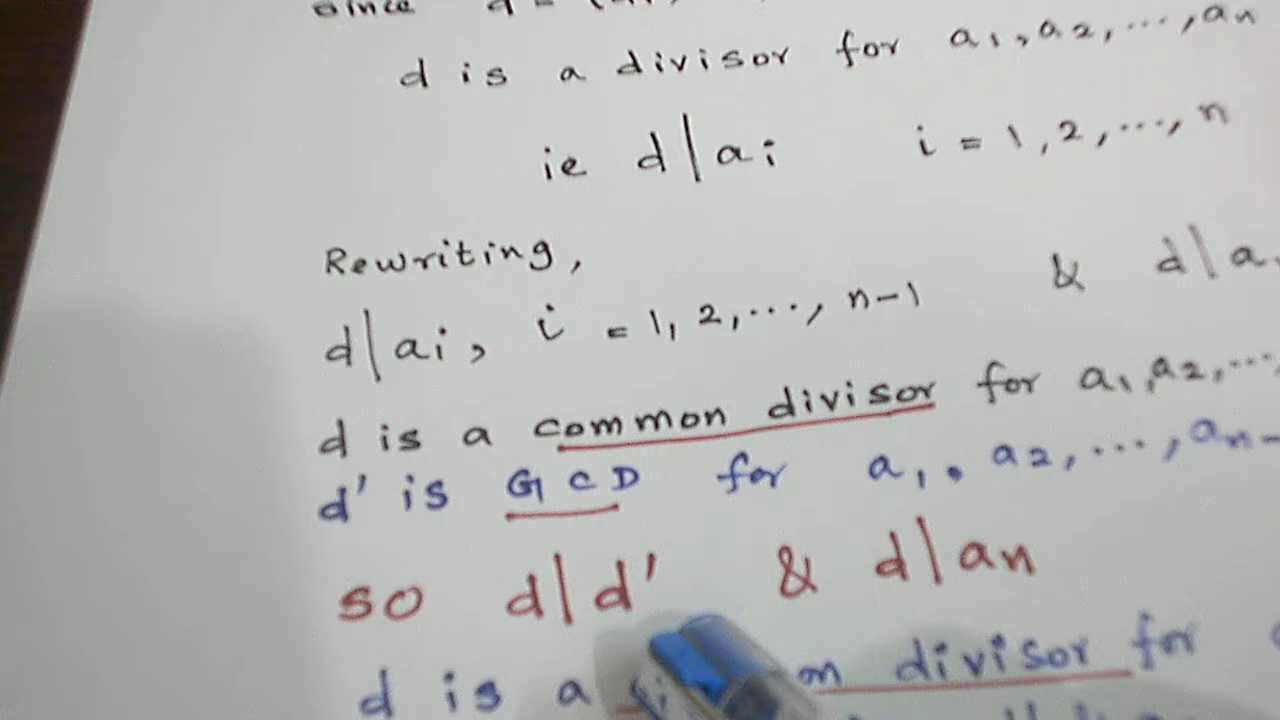 since d =
d is a divisor for a1, a2, ..., an
ie d|ai i = 1, 2, ..., n
Rewriting,
d|ai, i = 1, 2, ..., n-1 & d|a
d is a common divisor for a1, a2, ...
d' is GCD for a1, a2, ..., an-
so d|d' & d|an
d is a divisor for